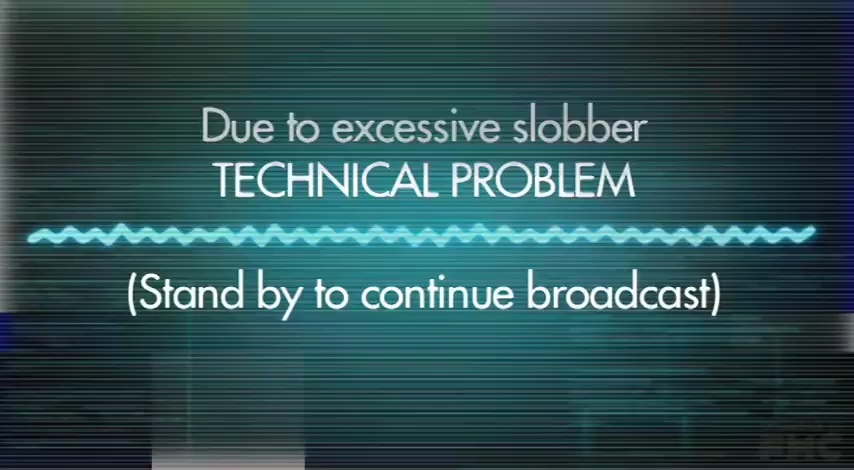 Due to excessive slobber
TECHNICAL PROBLEM
(Stand by to continue broadcast)